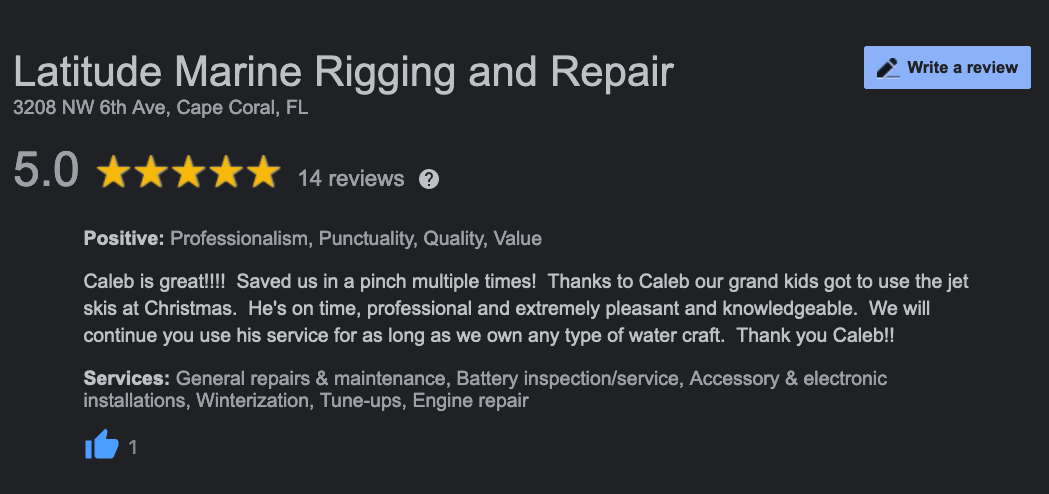 Latitude Marine Rigging and Repair
Write a review
3208 NW 6th Ave, Cape Coral, FL
5.0
14 reviews
?
Positive: Professionalism, Punctuality, Quality, Value
Caleb is great!!!!  Saved us in a pinch multiple times!  Thanks to Caleb our grand kids got to use the jet
skis at Christmas.  He's on time, professional and extremely pleasant and knowledgeable.  We will
continue you use his service for as long as we own any type of water craft.  Thank you Caleb!!
Services: General repairs & maintenance, Battery inspection/service, Accessory & electronic
installations, Winterization, Tune-ups, Engine repair
1